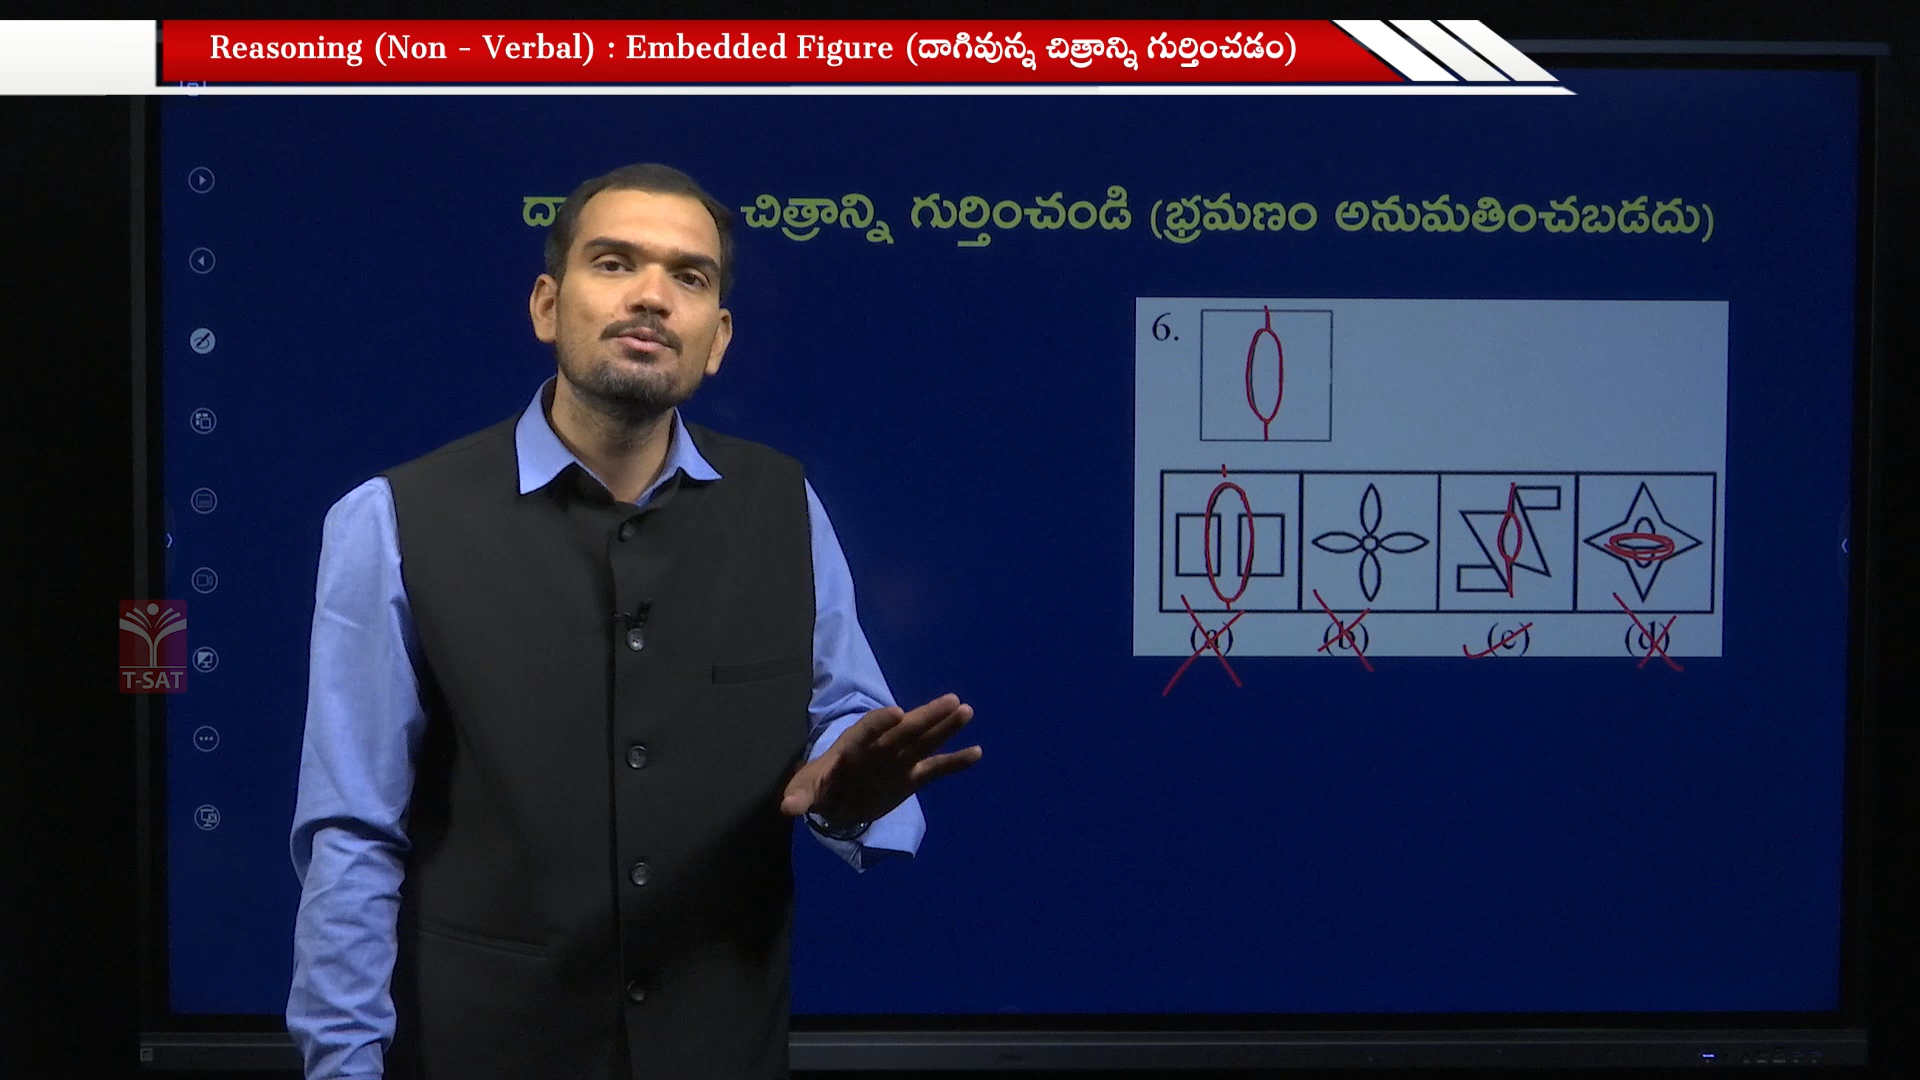 Reasoning (Non - Verbal) : Embedded Figure (దాగివున్న చిత్రాన్ని గుర్తించడం)
చిత్రాన్ని గుర్తించండి (భ్రమణం అనుమతించబడదు)
6.
(a) (b) (c) (d)
T-SAT